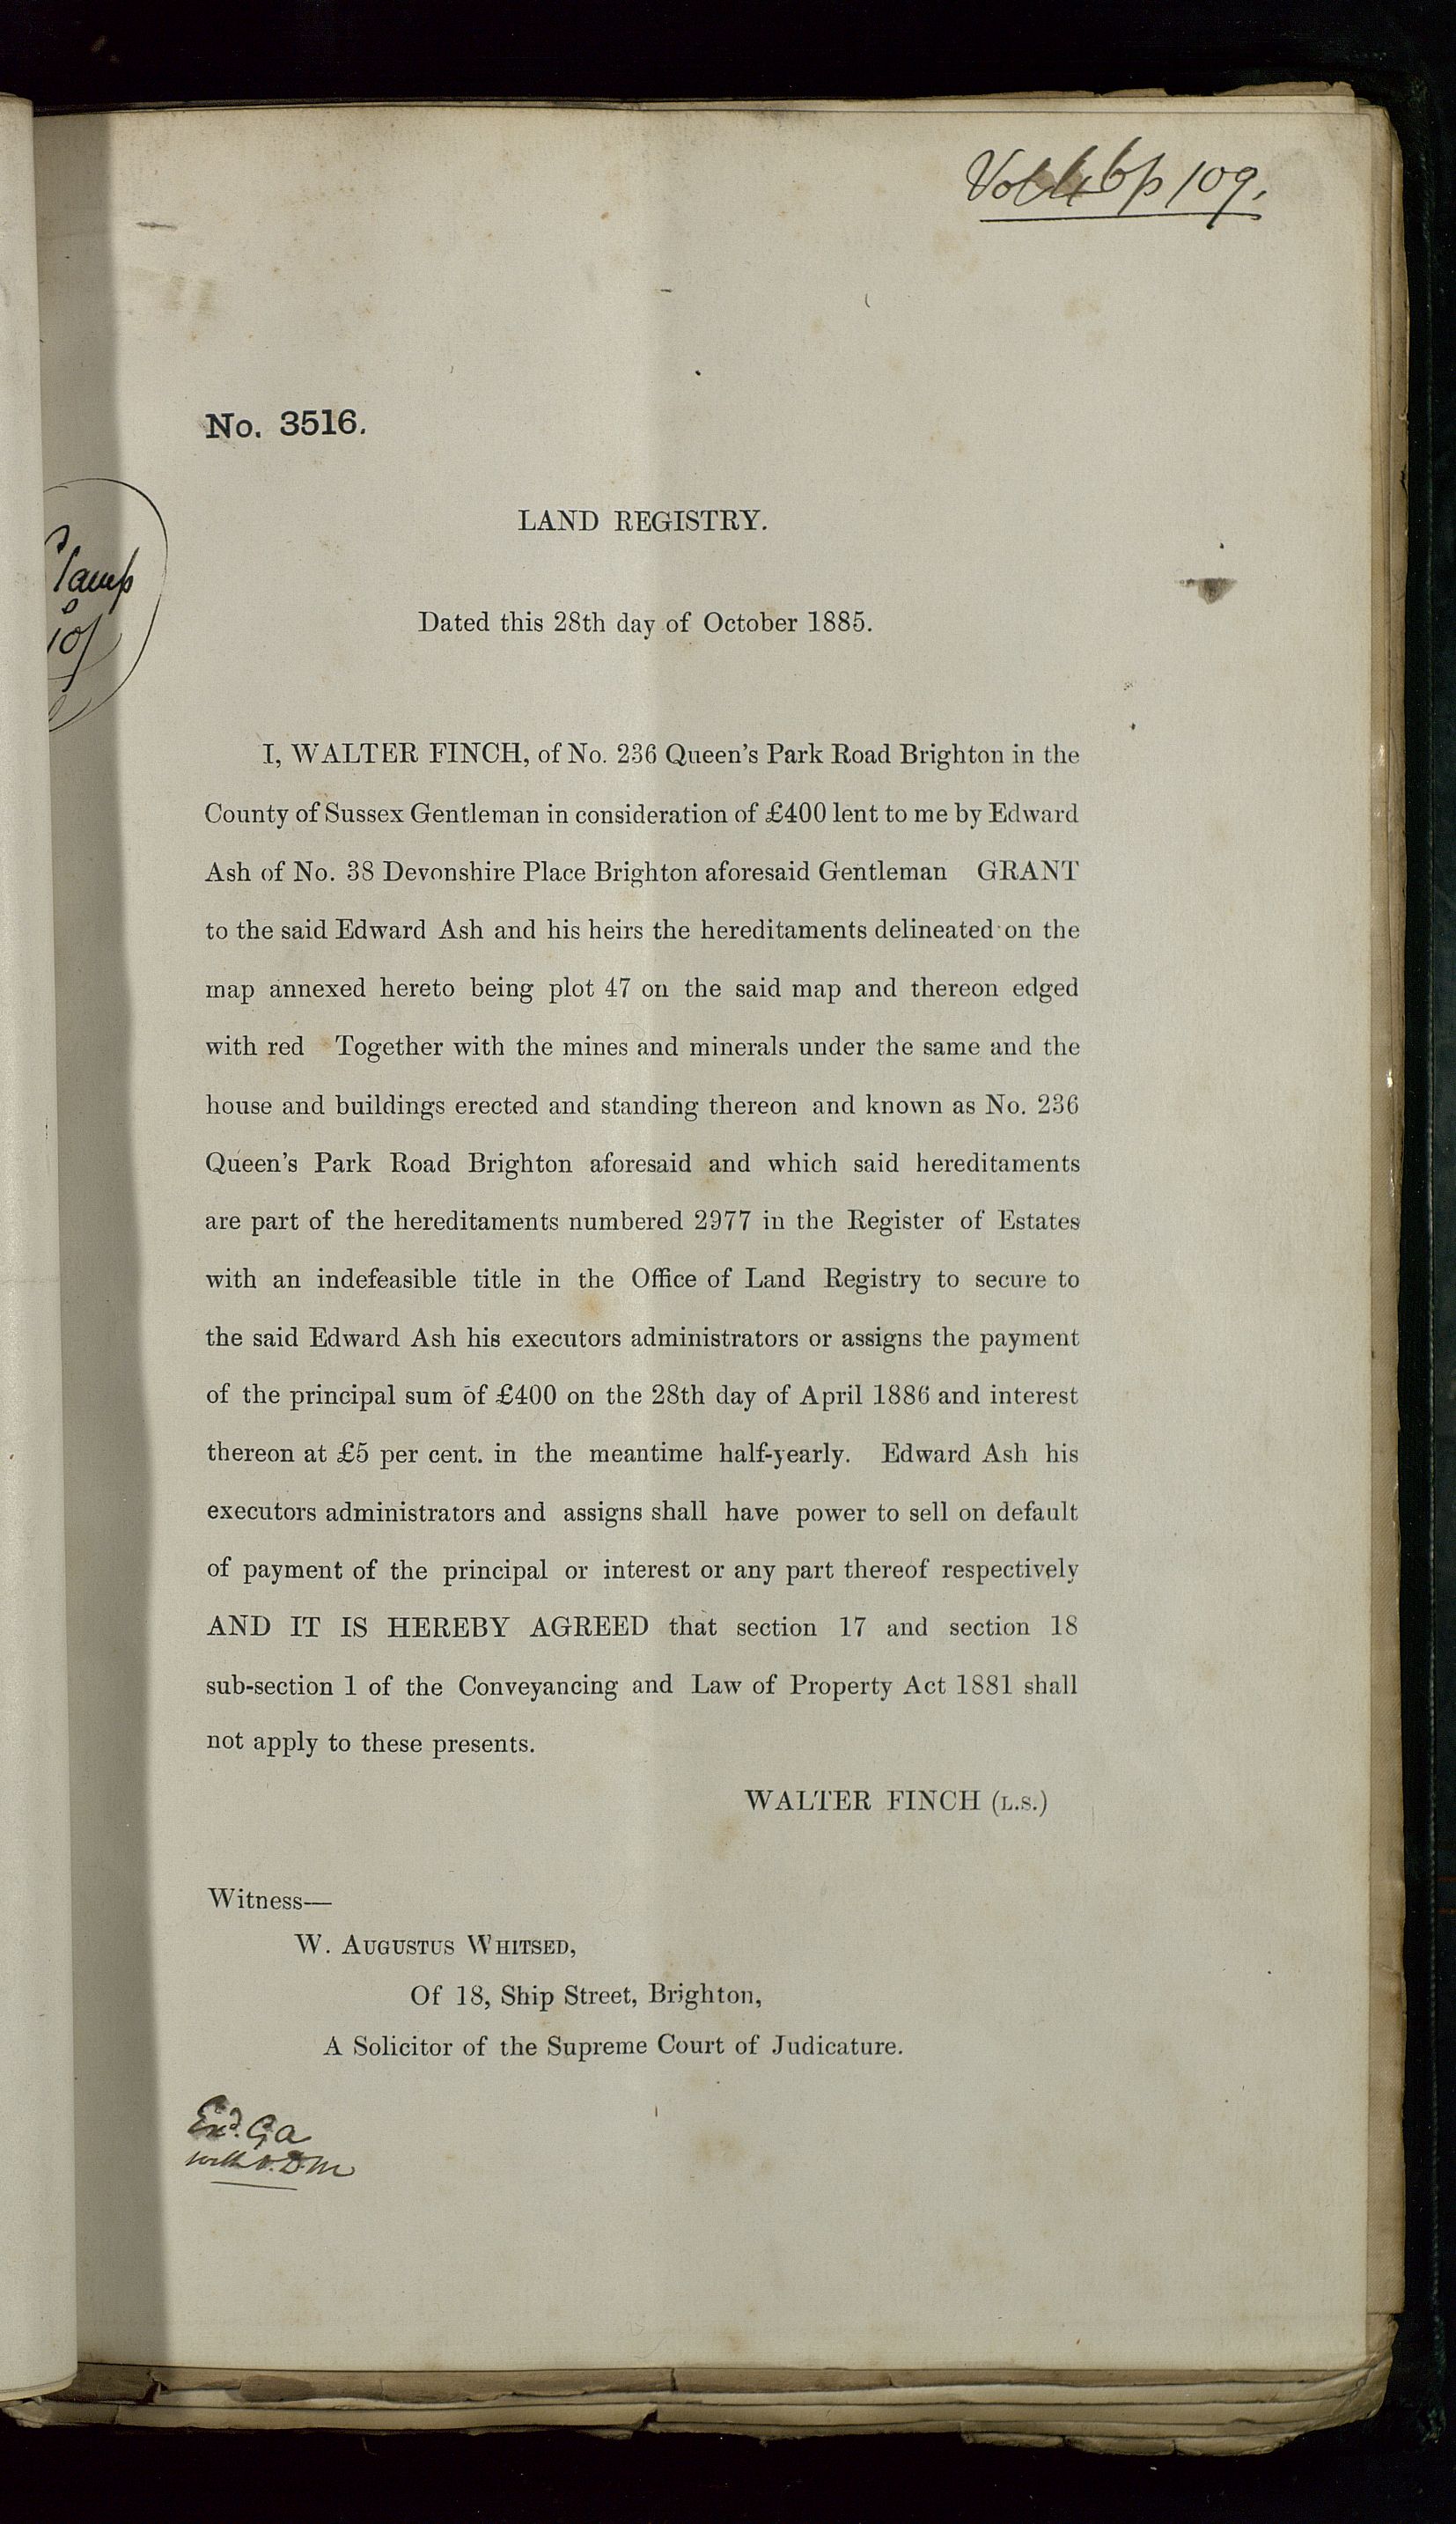 Vol 46 p 109.
No. 3516.
LAND REGISTRY.
Stamp
10/
Dated this 28th day of October 1885.
I, WALTER FINCH, of No. 236 Queen's Park Road Brighton in the
County of Sussex Gentleman in consideration of £400 lent to me by Edward
Ash of No. 38 Devonshire Place Brighton aforesaid Gentleman GRANT
to the said Edward Ash and his heirs the hereditaments delineated on the
map annexed hereto being plot 47 on the said map and thereon edged
with red Together with the mines and minerals under the same and the
house and buildings erected and standing thereon and known as No. 236
Queen's Park Road Brighton aforesaid and which said hereditaments
are part of the hereditaments numbered 2977 in the Register of Estates
with an indefeasible title in the Office of Land Registry to secure to
the said Edward Ash his executors administrators or assigns the payment
of the principal sum of £400 on the 28th day of April 1886 and interest
thereon at £5 per cent. in the meantime half-yearly. Edward Ash his
executors administrators and assigns shall have power to sell on default
of payment of the principal or interest or any part thereof respectively
AND IT IS HEREBY AGREED that section 17 and section 18
sub-section 1 of the Conveyancing and Law of Property Act 1881 shall
not apply to these presents.
WALTER FINCH (L.S.)
Witness—
W. AUGUSTUS WHITSED,
Of 18, Ship Street, Brighton,
A Solicitor of the Supreme Court of Judicature.
Exd. GA
with